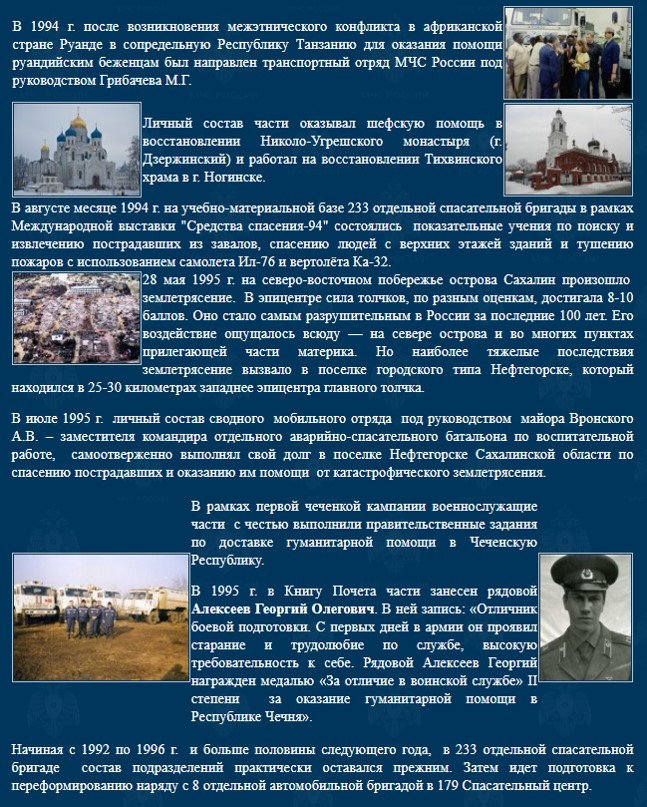 В 1994 г. после возникновения межэтнического конфликта в африканской
стране Руанде в сопредельную Республику Танзанию для оказания помощи
руандийским беженцам был направлен транспортный отряд МЧС России под
руководством Грибачева М.Г.
Личный состав части оказывал шефскую помощь в
восстановлении Николо-Угрешского монастыря (г.
Дзержинский) и работал на восстановлении Тихвинского
храма в г. Ногинске.
В августе месяце 1994 г. на учебно-материальной базе 233 отдельной спасательной бригады в рамках
Международной выставки "Средства спасения-94" состоялись показательные учения по поиску и
извлечению пострадавших из завалов, спасению людей с верхних этажей зданий и тушению
пожаров с использованием самолета Ил-76 и вертолёта Ка-32.
28 мая 1995 г. на северо-восточном побережье острова Сахалин произошло
землетрясение. В эпицентре сила толчков, по разным оценкам, достигала 8-10
баллов. Оно стало самым разрушительным в России за последние 100 лет. Его
воздействие ощущалось всюду — на севере острова и во многих пунктах
прилегающей части материка. Но наиболее тяжелые последствия
землетрясение вызвало в поселке городского типа Нефтегорске, который
находился в 25-30 километрах западнее эпицентра главного толчка.
В июле 1995 г. личный состав сводного мобильного отряда под руководством майора Вронского
А.В. – заместителя командира отдельного аварийно-спасательного батальона по воспитательной
работе, самоотверженно выполнял свой долг в поселке Нефтегорске Сахалинской области по
спасению пострадавших и оказанию им помощи от катастрофического землетрясения.
В рамках первой чеченкой кампании военнослужащие
части с честью выполнили правительственные задания
по доставке гуманитарной помощи в Чеченскую
Республику.
В 1995 г. в Книгу Почета части занесен рядовой
Алексеев Георгий Олегович. В ней запись: «Отличник
боевой подготовки. С первых дней в армии он проявил
старание и трудолюбие по службе, высокую
требовательность к себе. Рядовой Алексеев Георгий
награжден медалью «За отличие в воинской службе» II
степени за оказание гуманитарной помощи в
Республике Чечня».
Начиная с 1992 по 1996 г. и больше половины следующего года, в 233 отдельной спасательной
бригаде состав подразделений практически оставался прежним. Затем идет подготовка к
переформированию наряду с 8 отдельной автомобильной бригадой в 179 Спасательный центр.